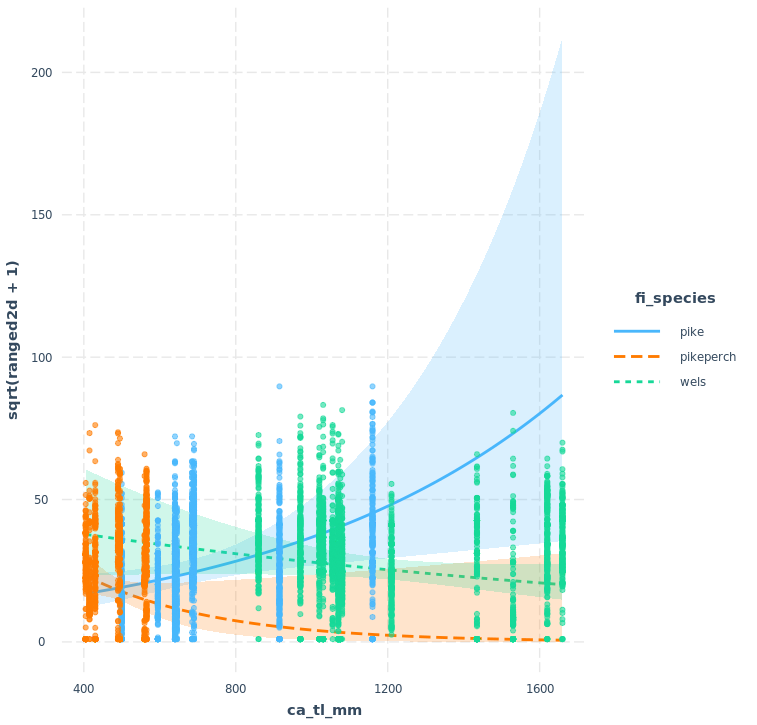 200
150
100
50
0
400
800
1200
1600
ca_tl_mm
sqrt(ranged2d + 1)
fi_species
pike
pikeperch
wels